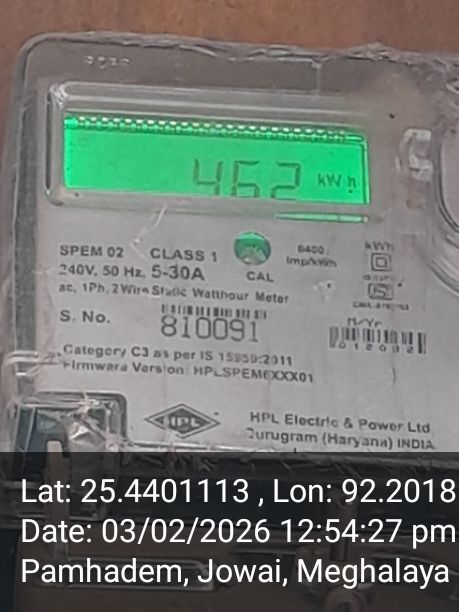 462 kWh
SPEM 02 CLASS 1 6400 imp/kWh kWh
240V, 50 Hz, 5-30A CAL
ac, 1Ph, 2Wire Static Watthour Meter
S. No. 810091 M/Yr
Category C3 as per IS 15959:2011
Firmware Version: HPLSPEM6XXX01
HPL HPL Electric & Power Ltd
Gurugram (Haryana) INDIA
Lat: 25.4401113 , Lon: 92.2018
Date: 03/02/2026 12:54:27 pm
Pamhadem, Jowai, Meghalaya